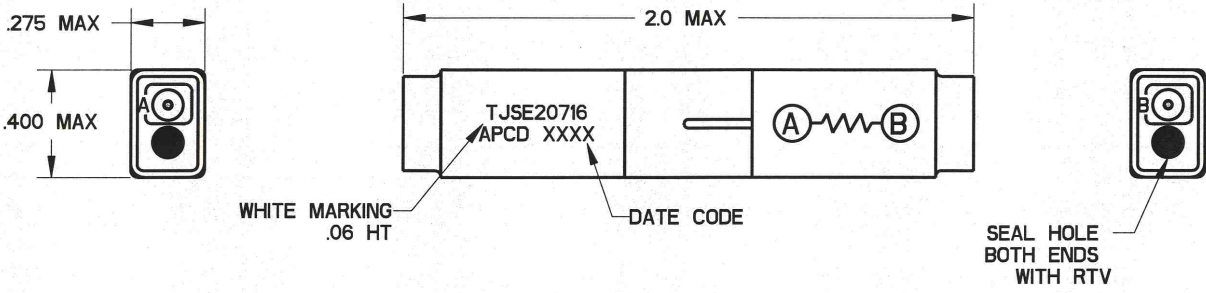 .275 MAX
2.0 MAX
.400 MAX
A
TJSE20716
APCD XXXX
A B
B
WHITE MARKING
.06 HT
DATE CODE
SEAL HOLE
BOTH ENDS
WITH RTV